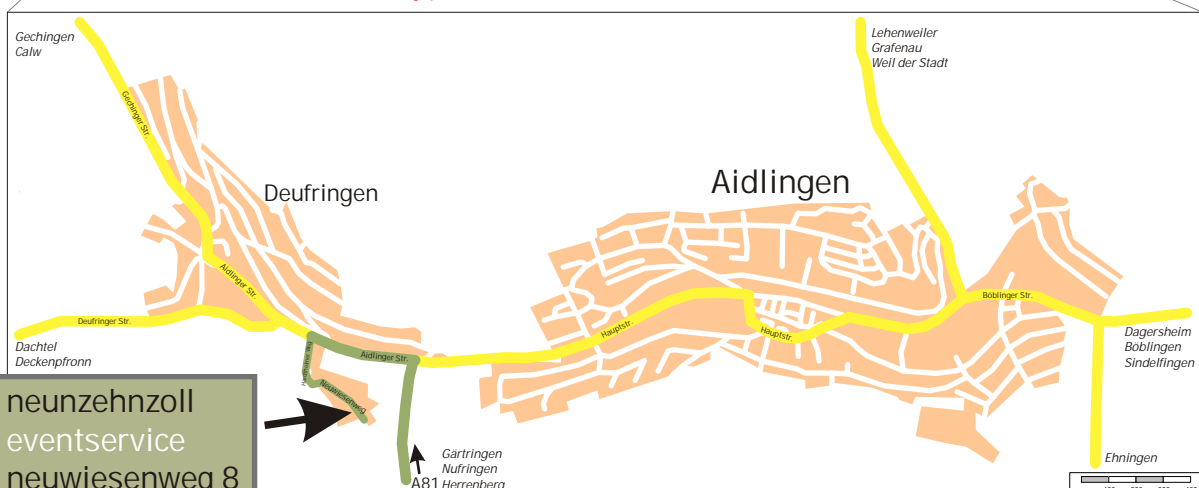 Gechingen
Calw
Lehenweiler
Grafenau
Weil der Stadt
Gechinger Str.
Deufringen
Aidlingen
Aidlinger Str.
Deufringer Str.
Dachtel
Deckenpfronn
Aidlinger Str.
Neuwiesenweg
Hauptstr.
Hauptstr.
Böblinger Str.
Dagersheim
Böblingen
Sindelfingen
neunzehnzoll
eventservice
neuwiesenweg 8
Gärtringen
Nufringen
A81 Herrenberg
Ehningen